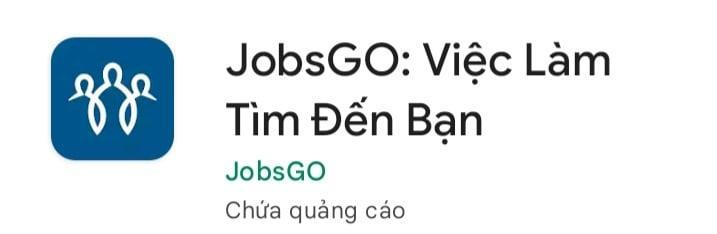 JobsGO: Việc Làm
Tìm Đến Bạn
JobsGO
Chứa quảng cáo